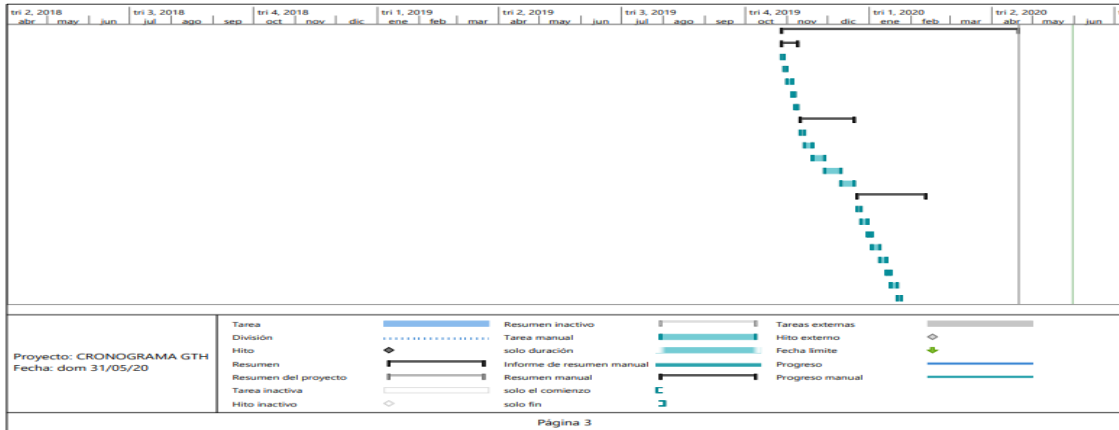 tri 2, 2018 tri 3, 2018 tri 4, 2018 tri 1, 2019 tri 2, 2019 tri 3, 2019 tri 4, 2019 tri 1, 2020 tri 2, 2020
abr may jun jul ago sep oct nov dic ene feb mar abr may jun jul ago sep oct nov dic ene feb mar abr may jun
Proyecto: CRONOGRAMA GTH
Fecha: dom 31/05/20
Tarea
División
Hito
Resumen
Resumen del proyecto
Tarea inactiva
Hito inactivo
Resumen inactivo
Tarea manual
solo duración
Informe de resumen manual
Resumen manual
solo el comienzo
solo fin
Tareas externas
Hito externo
Fecha límite
Progreso
Progreso manual
Página 3